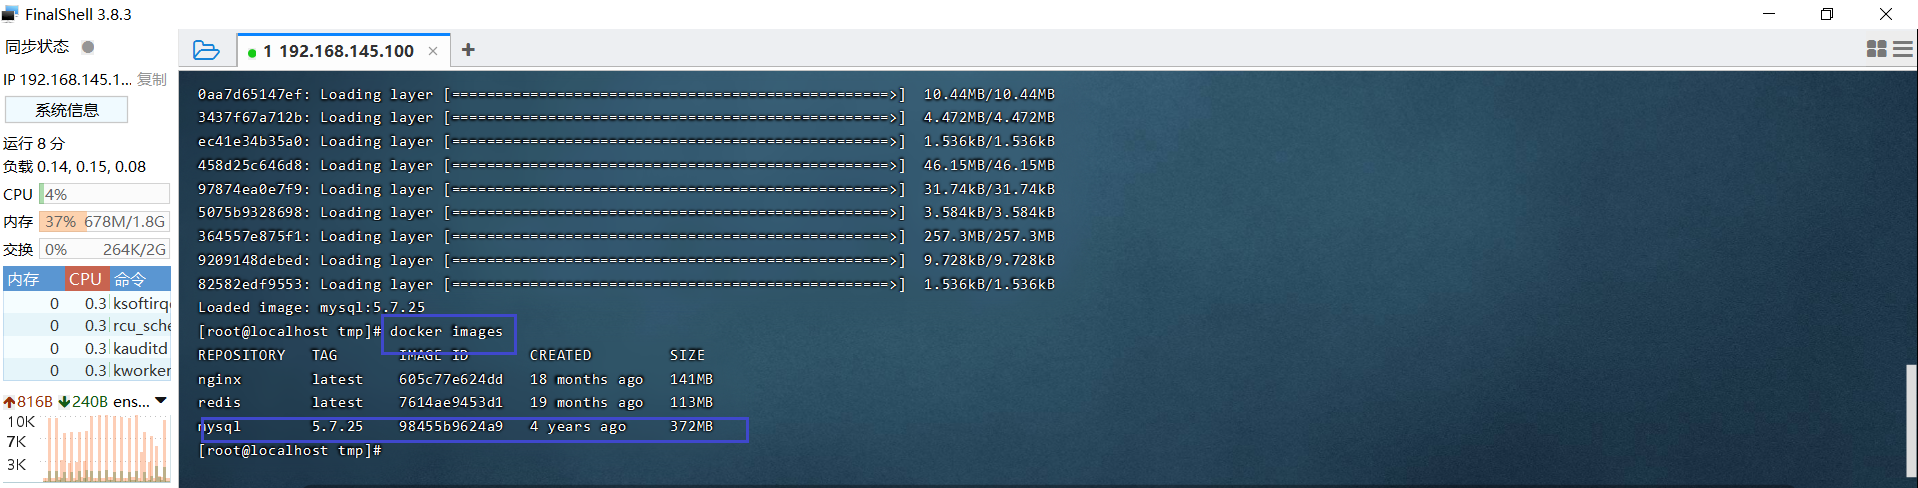 FinalShell 3.8.3
同步状态
IP 192.168.145.1... 复制
系统信息
运行 8 分
负载 0.14, 0.15, 0.08
CPU 4%
内存 37% 678M/1.8G
交换 0% 264K/2G
内存 CPU 命令
0 0.3 ksoftirqc
0 0.3 rcu_sche
0 0.3 kauditd
0 0.3 kworker
816B 240B ens...
10K
7K
3K
1 192.168.145.100 × +
0aa7d65147ef: Loading layer [==================================================>]  10.44MB/10.44MB
3437f67a712b: Loading layer [==================================================>]  4.472MB/4.472MB
ec41e34b35a0: Loading layer [==================================================>]  1.536kB/1.536kB
458d25c646d8: Loading layer [==================================================>]  46.15MB/46.15MB
97874ea0e7f9: Loading layer [==================================================>]  31.74kB/31.74kB
5075b9328698: Loading layer [==================================================>]  3.584kB/3.584kB
364557e875f1: Loading layer [==================================================>]  257.3MB/257.3MB
9209148debed: Loading layer [==================================================>]  9.728kB/9.728kB
82582edf9553: Loading layer [==================================================>]  1.536kB/1.536kB
Loaded image: mysql:5.7.25
[root@localhost tmp]# docker images
REPOSITORY   TAG       IMAGE ID       CREATED         SIZE
nginx        latest    605c77e624dd   18 months ago   141MB
redis        latest    7614ae9453d1   19 months ago   113MB
mysql        5.7.25    98455b9624a9   4 years ago     372MB
[root@localhost tmp]#